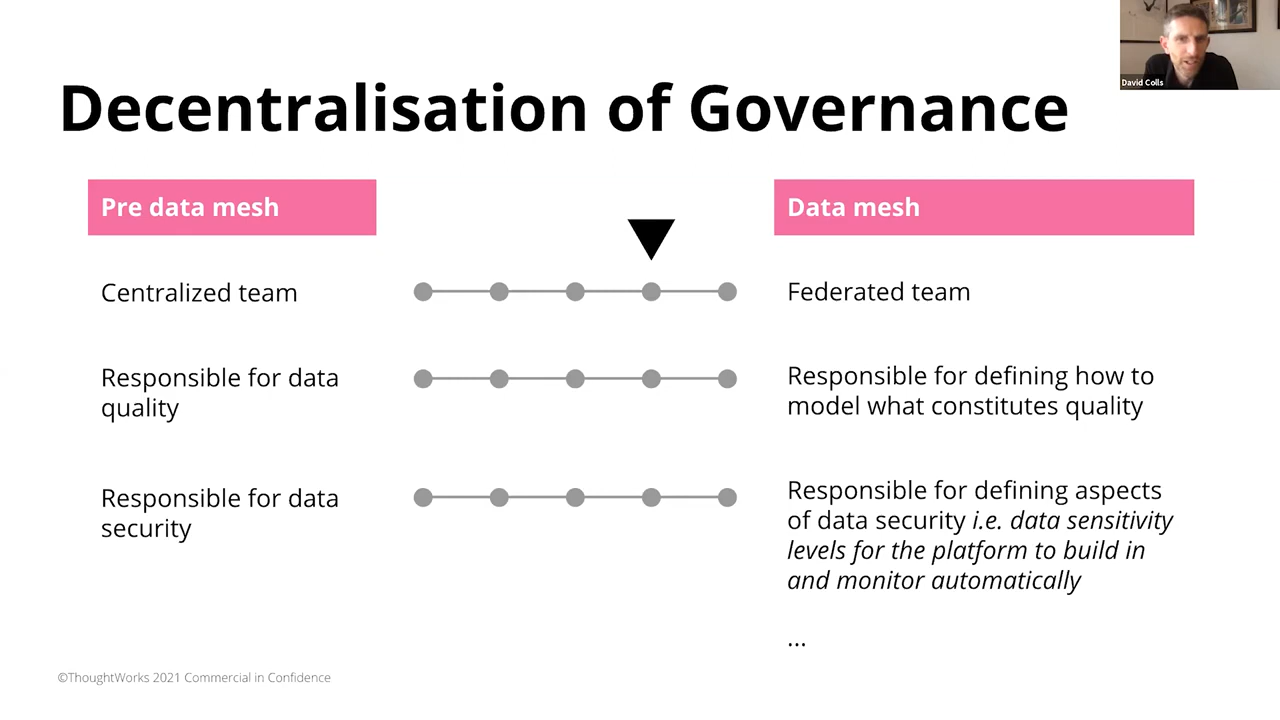 David Colls
Decentralisation of Governance
Pre data mesh
Data mesh
Centralized team
Federated team
Responsible for data
quality
Responsible for defining how to
model what constitutes quality
Responsible for data
security
Responsible for defining aspects
of data security i.e. data sensitivity
levels for the platform to build in
and monitor automatically
...
©ThoughtWorks 2021 Commercial in Confidence